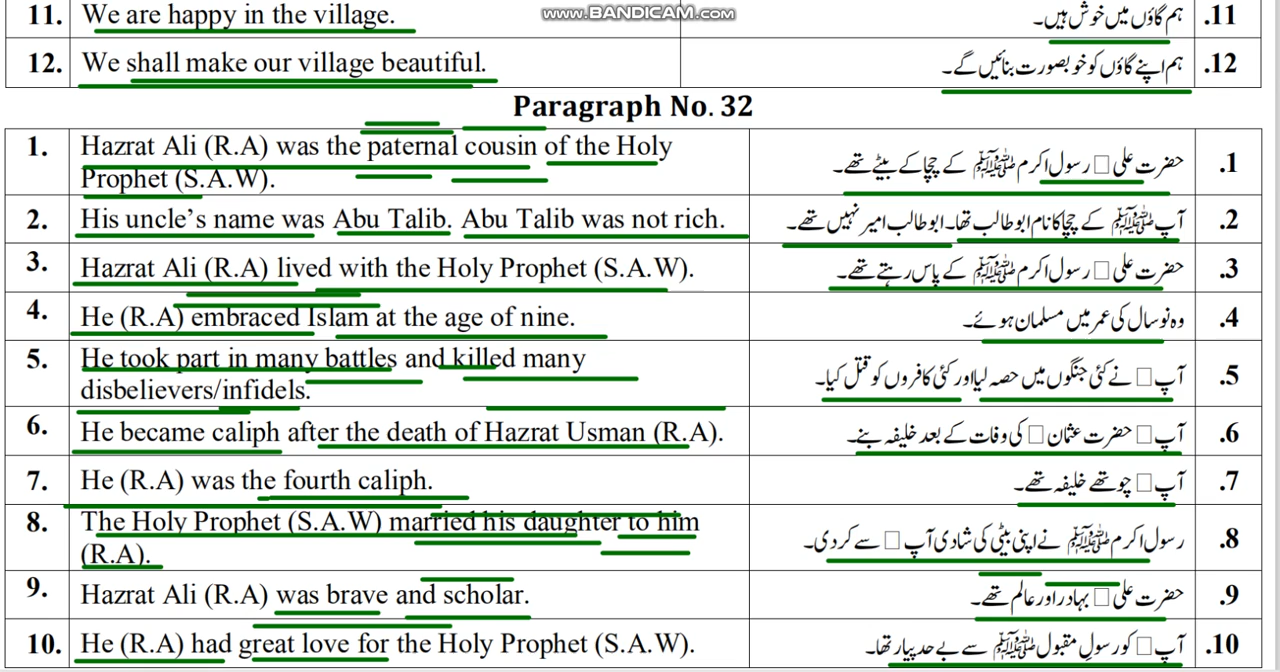 www.BANDICAM.com
11. We are happy in the village. ہم گاؤں میں خوش ہیں۔ .11
12. We shall make our village beautiful. ہم اپنے گاؤں کو خوبصورت بنائیں گے۔ .12
Paragraph No. 32
1. Hazrat Ali (R.A) was the paternal cousin of the Holy
Prophet (S.A.W). حضرت علی□ رسول اکرم ﷺ کے چچا کے بیٹے تھے۔ .1
2. His uncle’s name was Abu Talib. Abu Talib was not rich. آپ ﷺ کے چچا کا نام ابو طالب تھا۔ ابو طالب امیر نہیں تھے۔ .2
3. Hazrat Ali (R.A) lived with the Holy Prophet (S.A.W). حضرت علی□ رسول اکرم ﷺ کے پاس رہتے تھے۔ .3
4. He (R.A) embraced Islam at the age of nine. وہ نو سال کی عمر میں مسلمان ہوئے۔ .4
5. He took part in many battles and killed many
disbelievers/infidels. آپ□ نے کئی جنگوں میں حصہ لیا اور کئی کافروں کو قتل کیا۔ .5
6. He became caliph after the death of Hazrat Usman (R.A). آپ□ حضرت عثمان□ کی وفات کے بعد خلیفہ بنے۔ .6
7. He (R.A) was the fourth caliph. آپ□ چوتھے خلیفہ تھے۔ .7
8. The Holy Prophet (S.A.W) married his daughter to him
(R.A). رسول اکرم ﷺ نے اپنی بیٹی کی شادی آپ□ سے کر دی۔ .8
9. Hazrat Ali (R.A) was brave and scholar. حضرت علی□ بہادر اور عالم تھے۔ .9
10. He (R.A) had great love for the Holy Prophet (S.A.W). آپ□ کو رسولِ مقبول ﷺ سے بے حد پیار تھا۔ .10